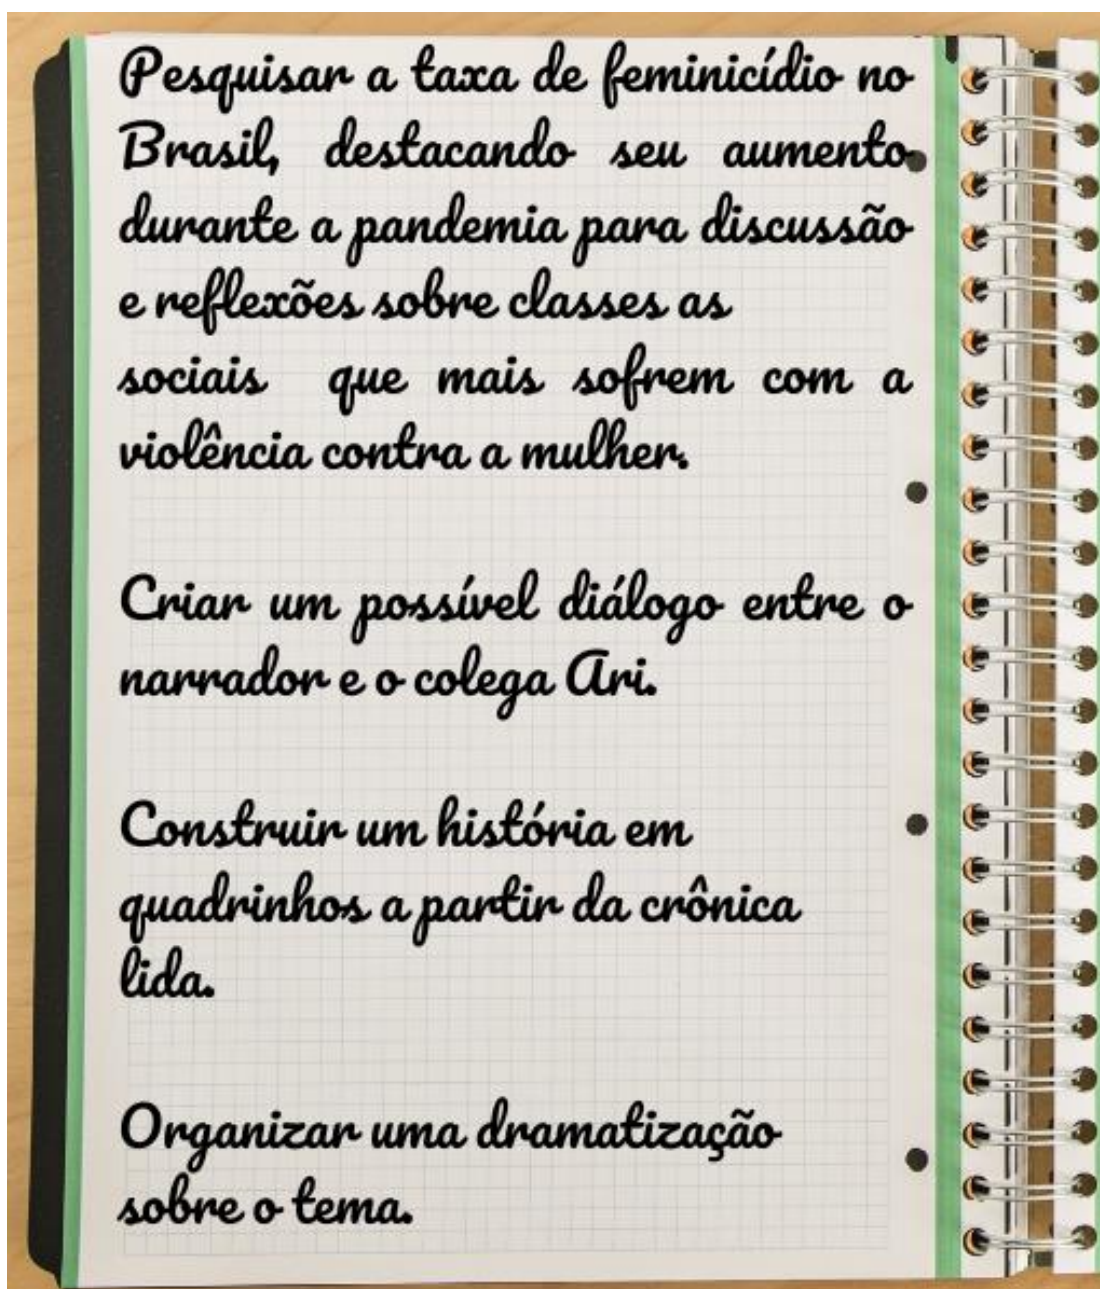 Pesquisar a taxa de feminicídio no
Brasil, destacando seu aumento
durante a pandemia para discussão
e reflexões sobre classes as
sociais que mais sofrem com a
violência contra a mulher.
Criar um possível diálogo entre o
narrador e o colega Ari.
Construir um história em
quadrinhos a partir da crônica
lida.
Organizar uma dramatização
sobre o tema.